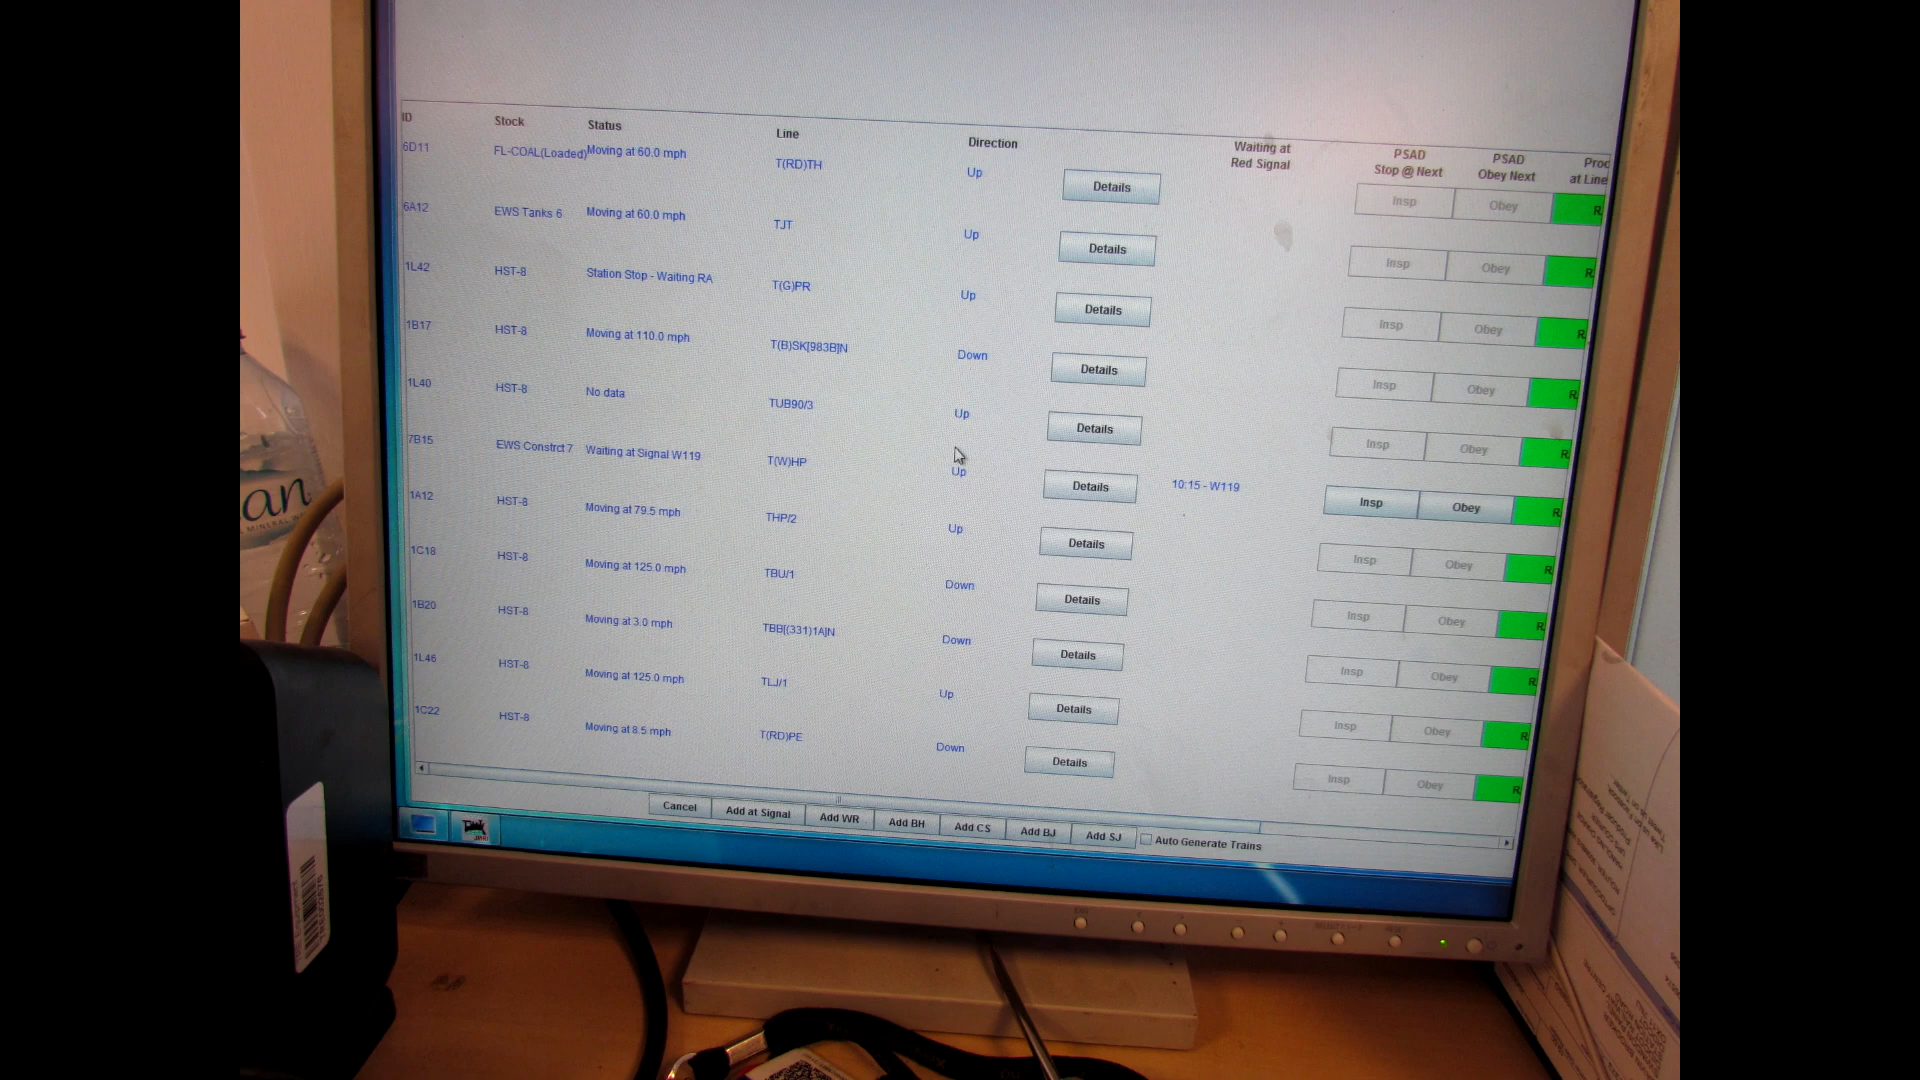 ID Stock Status Line Direction Waiting at Red Signal PSAD Stop @ Next PSAD Obey Next Proc at Line
6D11 FL-COAL(Loaded) Moving at 60.0 mph T(RD)TH Up Details Insp Obey R
6A12 EWS Tanks 6 Moving at 60.0 mph TJT Up Details Insp Obey R
1L42 HST-8 Station Stop - Waiting RA T(G)PR Up Details Insp Obey R
1B17 HST-8 Moving at 110.0 mph T(B)SK[983B]N Down Details Insp Obey R
1L40 HST-8 No data TUB90/3 Up Details Insp Obey R
7B15 EWS Constrct 7 Waiting at Signal W119 T(W)HP Up Details 10:15 - W119 Insp Obey R
1A12 HST-8 Moving at 79.5 mph THP/2 Up Details Insp Obey R
1C18 HST-8 Moving at 125.0 mph TBU/1 Down Details Insp Obey R
1B20 HST-8 Moving at 3.0 mph TBB[(331)1A]N Down Details Insp Obey R
1L46 HST-8 Moving at 125.0 mph TLJ/1 Up Details Insp Obey R
1C22 HST-8 Moving at 8.5 mph T(RD)PE Down Details Insp Obey R
Cancel Add at Signal Add WR Add BH Add CS Add BJ Add SJ Auto Generate Trains
an
MINERAL